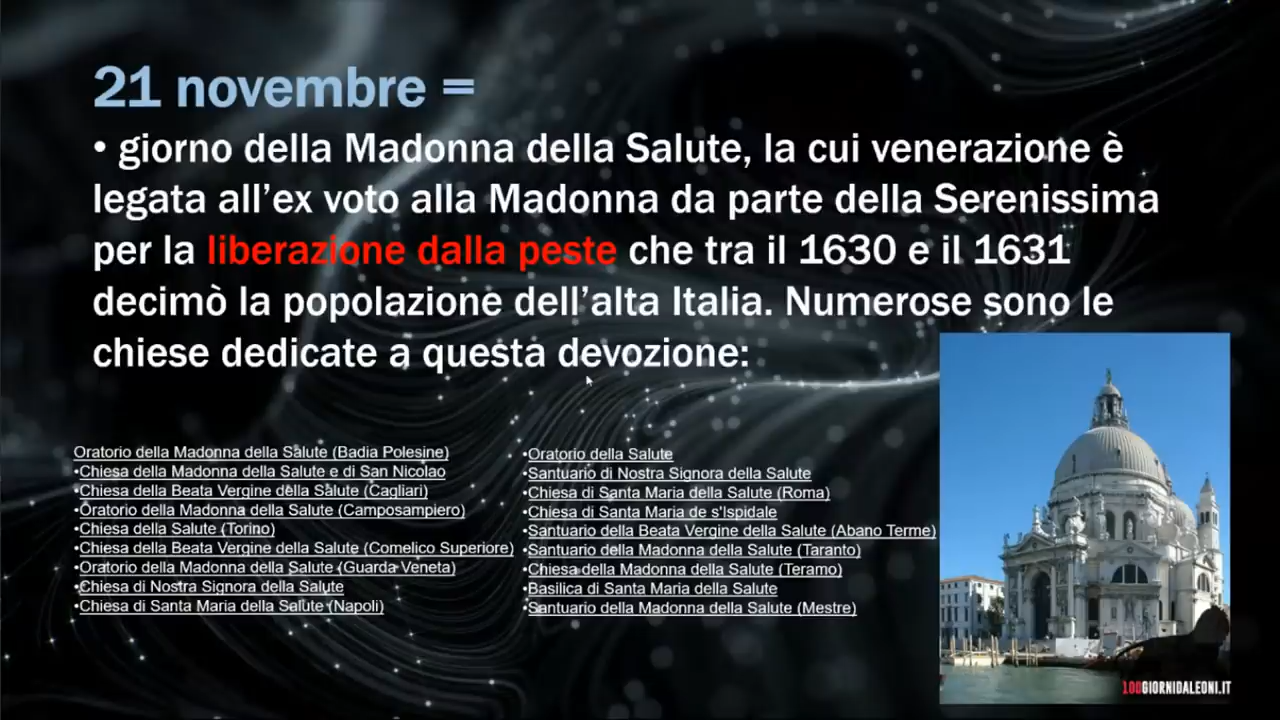 21 novembre =
• giorno della Madonna della Salute, la cui venerazione è
legata all’ex voto alla Madonna da parte della Serenissima
per la liberazione dalla peste che tra il 1630 e il 1631
decimò la popolazione dell’alta Italia. Numerose sono le
chiese dedicate a questa devozione:
Oratorio della Madonna della Salute (Badia Polesine)
•Chiesa della Madonna della Salute e di San Nicolao
•Chiesa della Beata Vergine della Salute (Cagliari)
•Oratorio della Madonna della Salute (Camposampiero)
•Chiesa della Salute (Torino)
•Chiesa della Beata Vergine della Salute (Comelico Superiore)
•Oratorio della Madonna della Salute (Guarda Veneta)
•Chiesa di Nostra Signora della Salute
•Chiesa di Santa Maria della Salute (Napoli)
•Oratorio della Salute
•Santuario di Nostra Signora della Salute
•Chiesa di Santa Maria della Salute (Roma)
•Chiesa di Santa Maria de s'Ispidale
•Santuario della Beata Vergine della Salute (Abano Terme)
•Santuario della Madonna della Salute (Taranto)
•Chiesa della Madonna della Salute (Teramo)
•Basilica di Santa Maria della Salute
•Santuario della Madonna della Salute (Mestre)
100GIORNIDALEONI.IT